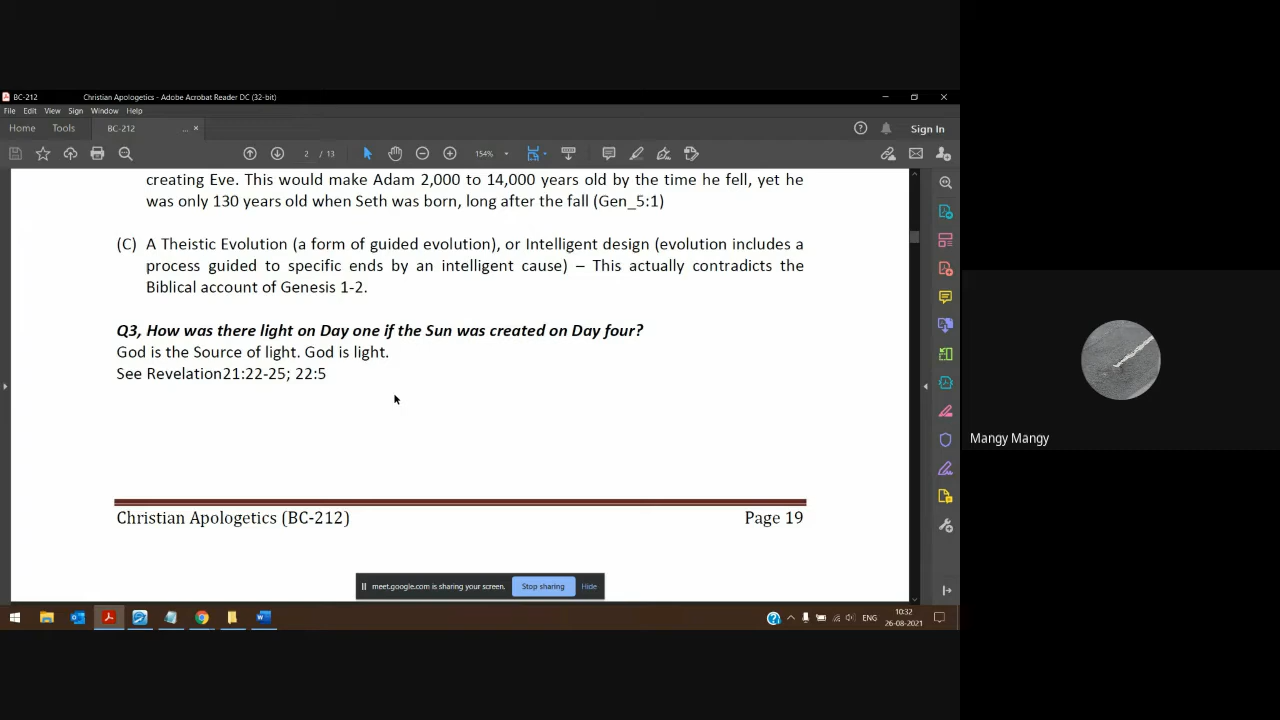 BC-212 Christian Apologetics - Adobe Acrobat Reader DC (32-bit)
File Edit View Sign Window Help
Home Tools BC-212 ... × Sign In
2 / 13 154%
creating Eve. This would make Adam 2,000 to 14,000 years old by the time he fell, yet he
was only 130 years old when Seth was born, long after the fall (Gen_5:1)
(C) A Theistic Evolution (a form of guided evolution), or Intelligent design (evolution includes a
process guided to specific ends by an intelligent cause) – This actually contradicts the
Biblical account of Genesis 1-2.
Q3, How was there light on Day one if the Sun was created on Day four?
God is the Source of light. God is light.
See Revelation21:22-25; 22:5
Christian Apologetics (BC-212) Page 19
meet.google.com is sharing your screen. Stop sharing Hide
ENG 10:32
26-08-2021
Mangy Mangy